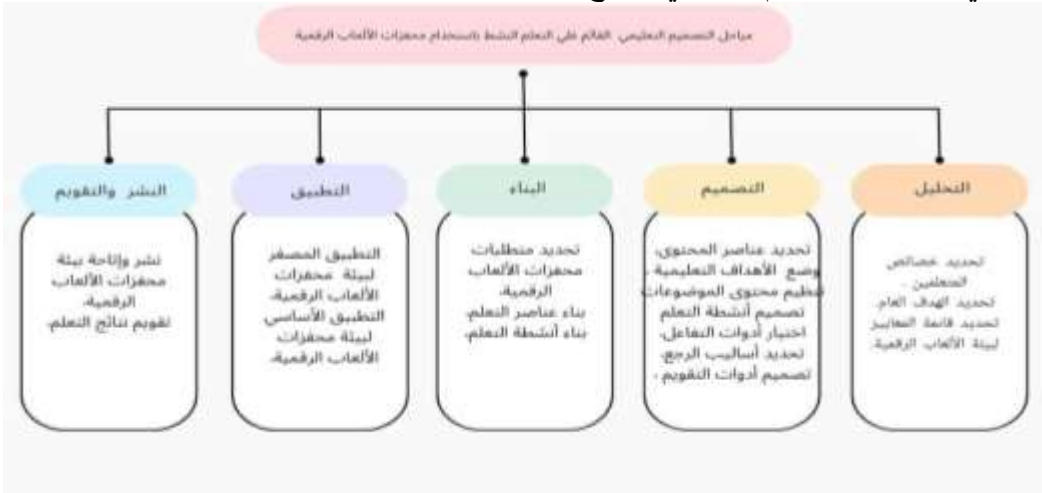 مراحل التصميم التعليمي القائم علي التعلم النشط باستخدام محفزات الألعاب الرقمية
التحليل
تحديد خصائص
المتعلمين .
تحديد الهدف العام.
تحديد قائمة المعايير
لبيئة الألعاب الرقمية.
التصميم
تحديد عناصر المحتوى،
وضع الأهداف التعليمية ،
تنظيم محتوى الموضوعات
تصميم أنشطة التعلم
اختيار أدوات التفاعل،
تحديد أساليب الرجع،
تصميم أدوات التقويم .
البناء
تحديد متطلبات
محفزات الألعاب
الرقمية،
بناء عناصر التعلم،
بناء أنشطة التعلم،
التطبيق
التطبيق المصغر
لبيئة محفزات
الألعاب الرقمية،
التطبيق الأساسي
لبيئة محفزات
الألعاب الرقمية،
النشر والتقويم
نشر وإتاحة بيئة
محفزات الألعاب
الرقمية،
تقويم نتائج التعلم،